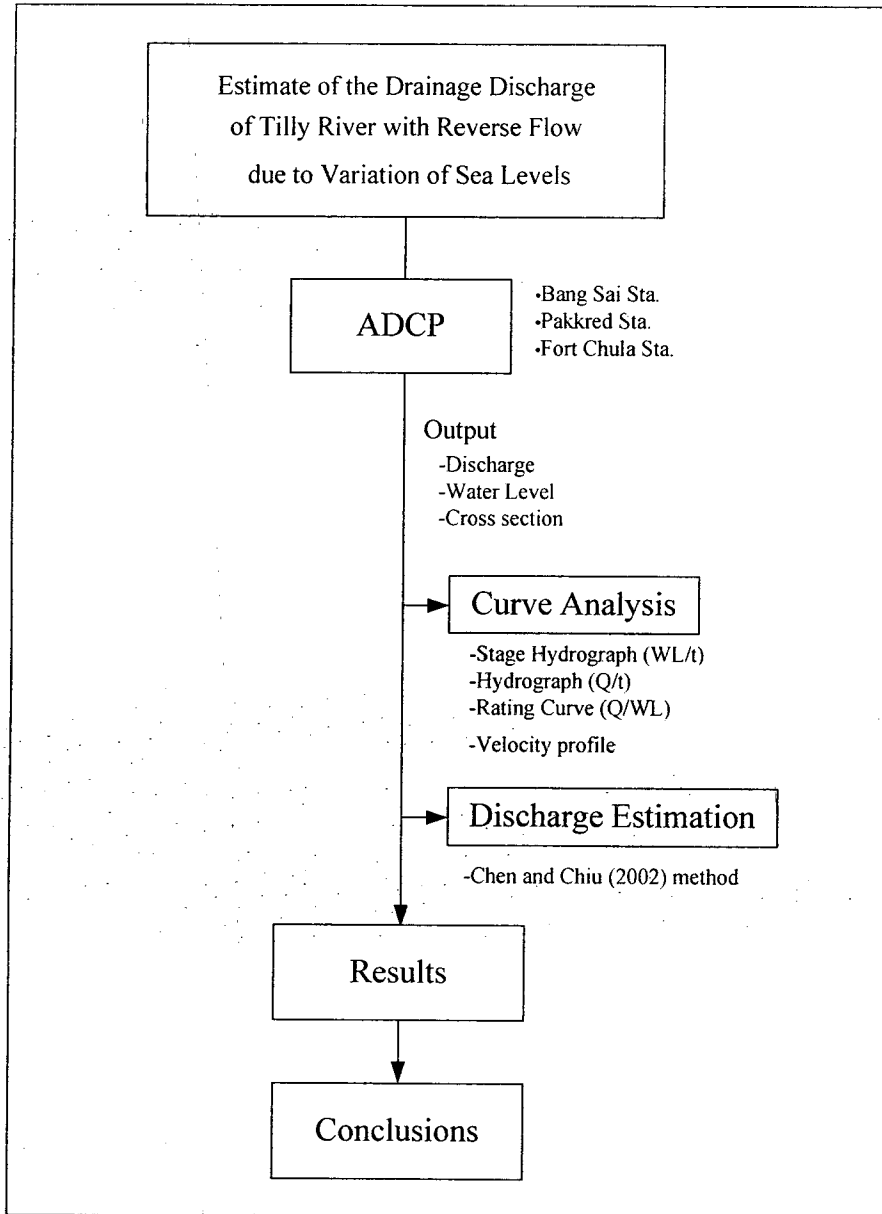 Estimate of the Drainage Discharge
of Tilly River with Reverse Flow
due to Variation of Sea Levels
ADCP
•Bang Sai Sta.
•Pakkred Sta.
•Fort Chula Sta.
Output
-Discharge
-Water Level
-Cross section
Curve Analysis
-Stage Hydrograph (WL/t)
-Hydrograph (Q/t)
-Rating Curve (Q/WL)
-Velocity profile
Discharge Estimation
-Chen and Chiu (2002) method
Results
Conclusions